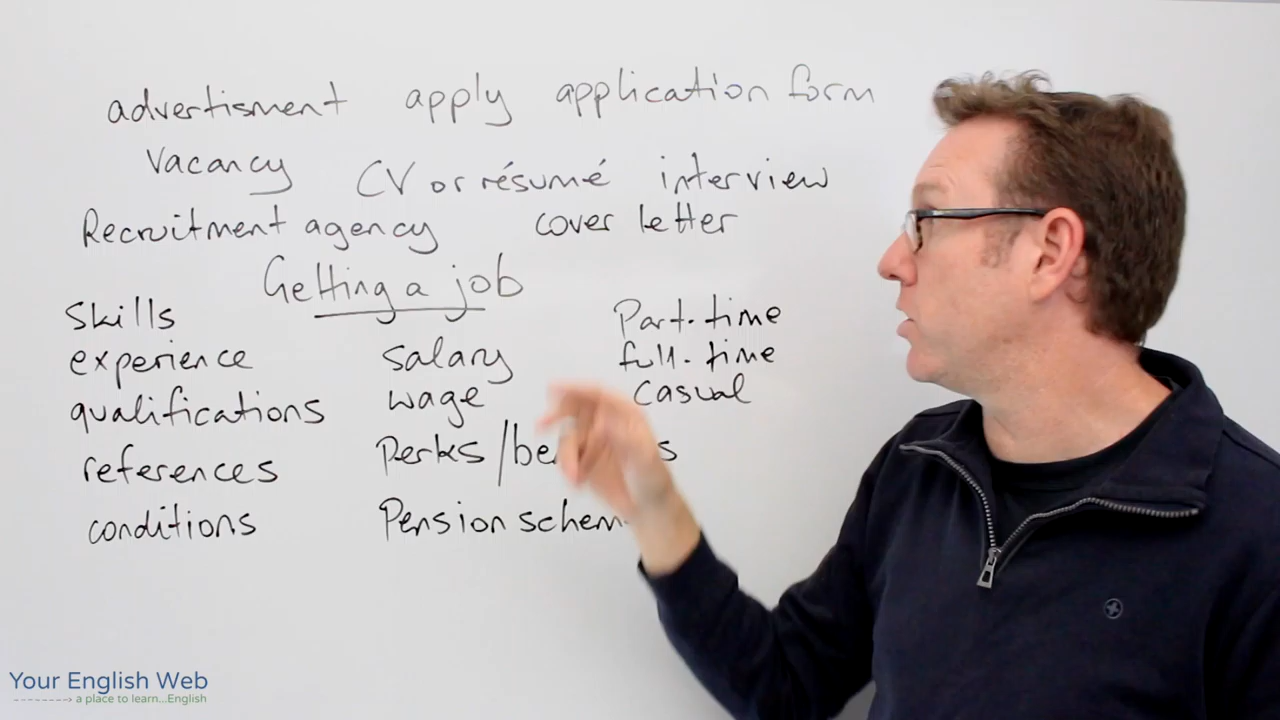 advertisment apply application form
Vacancy CV or résumé interview
Recruitment agency cover letter
Getting a job
Skills
experience
qualifications
references
conditions
salary
wage
Perks /
Pension
Part-time
full-time
casual
Your English Web
a place to learn...English